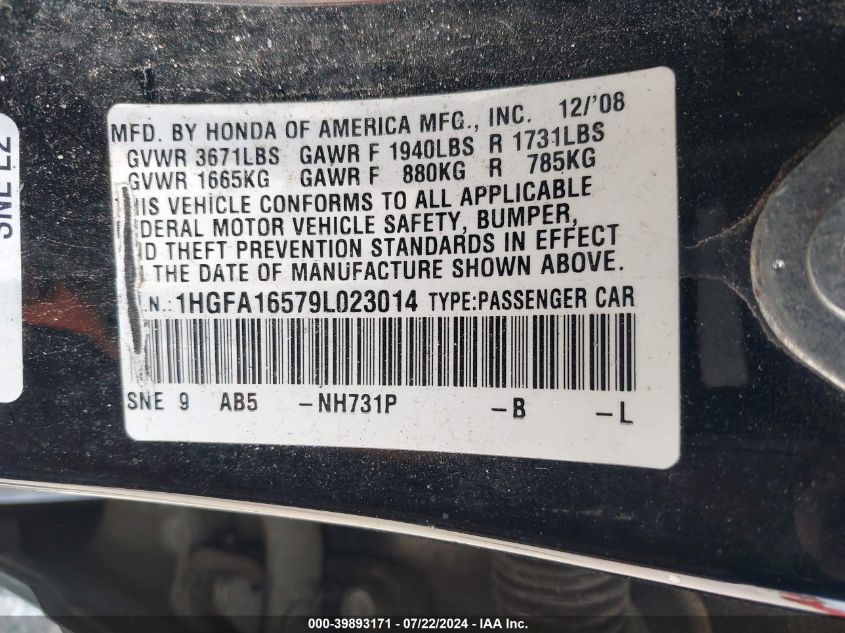 SNE L2
MFD. BY HONDA OF AMERICA MFG., INC. 12/'08
GVWR 3671LBS GAWR F 1940LBS R 1731LBS
GVWR 1665KG GAWR F 880KG R 785KG
HIS VEHICLE CONFORMS TO ALL APPLICABLE
DERAL MOTOR VEHICLE SAFETY, BUMPER,
D THEFT PREVENTION STANDARDS IN EFFECT
THE DATE OF MANUFACTURE SHOWN ABOVE.
.N.: 1HGFA16579L023014 TYPE:PASSENGER CAR
SNE 9 AB5 -NH731P -B -L
000-39893171 / 07/22/2024 / IAA Inc.